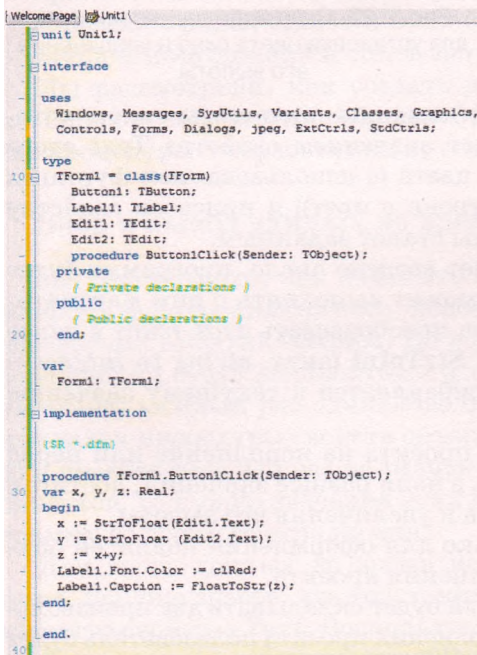 Welcome Page Unit1
unit Unit1;
interface
uses
Windows, Messages, SysUtils, Variants, Classes, Graphics,
Controls, Forms, Dialogs, jpeg, ExtCtrls, StdCtrls;
type
10 TForm1 = class(TForm)
Button1: TButton;
Label1: TLabel;
Edit1: TEdit;
Edit2: TEdit;
procedure Button1Click(Sender: TObject);
private
{ Private declarations }
public
{ Public declarations }
20 end;
var
Form1: TForm1;
implementation
{$R *.dfm}
procedure TForm1.Button1Click(Sender: TObject);
30 var x, y, z: Real;
begin
x := StrToFloat(Edit1.Text);
y := StrToFloat (Edit2.Text);
z := x+y;
Label1.Font.Color := clRed;
Label1.Caption := FloatToStr(z);
end;
end.
40